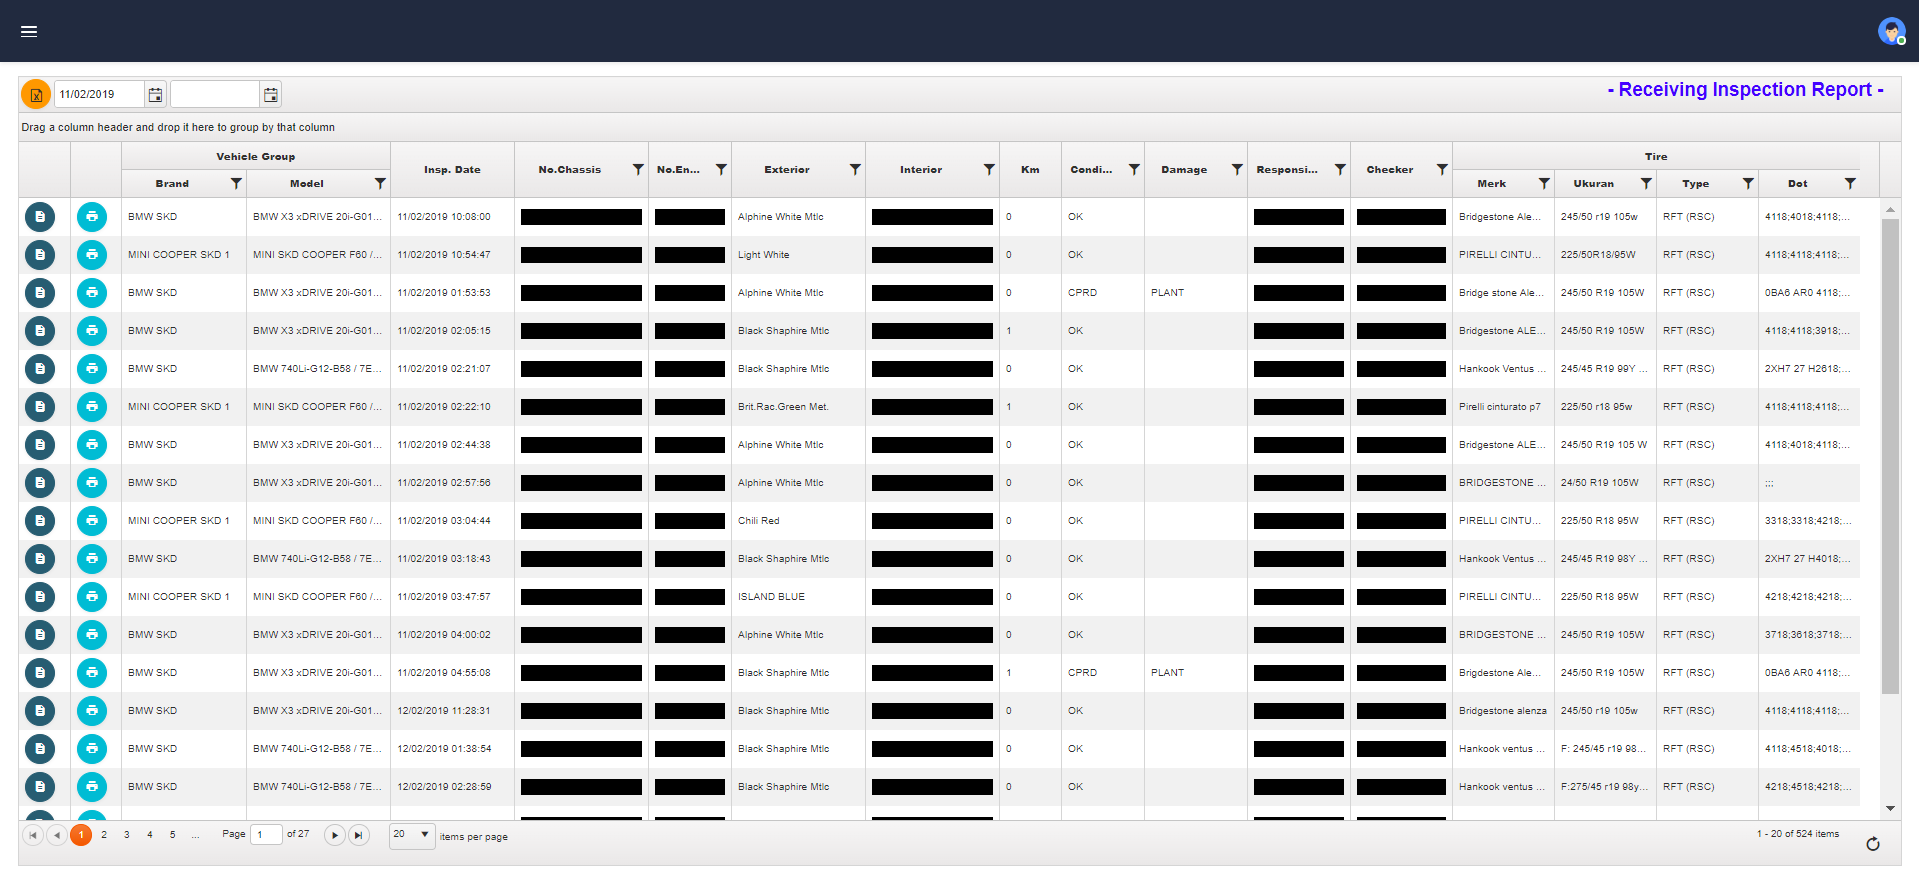 11/02/2019
- Receiving Inspection Report -
Drag a column header and drop it here to group by that column
Vehicle Group Insp. Date No.Chassis No.En... Exterior Interior Km Condi... Damage Responsi... Checker Tire
Brand Model Merk Ukuran Type Dot
BMW SKD BMW X3 xDRIVE 20i-G01... 11/02/2019 10:08:00 Alphine White Mtlc 0 OK Bridgestone Ale... 245/50 r19 105w RFT (RSC) 4118;4018;4118;...
MINI COOPER SKD 1 MINI SKD COOPER F60 /... 11/02/2019 10:54:47 Light White 0 OK PIRELLI CINTU... 225/50R18/95W RFT (RSC) 4118;4118;4118;...
BMW SKD BMW X3 xDRIVE 20i-G01... 11/02/2019 01:53:53 Alphine White Mtlc 0 CPRD PLANT Bridge stone Ale... 245/50 R19 105W RFT (RSC) 0BA6 AR0 4118;...
BMW SKD BMW X3 xDRIVE 20i-G01... 11/02/2019 02:05:15 Black Shaphire Mtlc 1 OK Bridgestone ALE... 245/50 R19 105W RFT (RSC) 4118;4118;3918;...
BMW SKD BMW 740Li-G12-B58 / 7E... 11/02/2019 02:21:07 Black Shaphire Mtlc 0 OK Hankook Ventus ... 245/45 R19 99Y ... RFT (RSC) 2XH7 27 H2618;...
MINI COOPER SKD 1 MINI SKD COOPER F60 /... 11/02/2019 02:22:10 Brit.Rac.Green Met. 1 OK Pirelli cinturato p7 225/50 r18 95w RFT (RSC) 4118;4118;4118;...
BMW SKD BMW X3 xDRIVE 20i-G01... 11/02/2019 02:44:38 Alphine White Mtlc 0 OK Bridgestone ALE... 245/50 R19 105 W RFT (RSC) 4118;4018;4118;...
BMW SKD BMW X3 xDRIVE 20i-G01... 11/02/2019 02:57:56 Alphine White Mtlc 0 OK BRIDGESTONE ... 24/50 R19 105W RFT (RSC) ;;;
MINI COOPER SKD 1 MINI SKD COOPER F60 /... 11/02/2019 03:04:44 Chili Red 0 OK PIRELLI CINTU... 225/50 R18 95W RFT (RSC) 3318;3318;4218;...
BMW SKD BMW 740Li-G12-B58 / 7E... 11/02/2019 03:18:43 Black Shaphire Mtlc 0 OK Hankook Ventus ... 245/45 R19 98Y ... RFT (RSC) 2XH7 27 H4018;...
MINI COOPER SKD 1 MINI SKD COOPER F60 /... 11/02/2019 03:47:57 ISLAND BLUE 0 OK PIRELLI CINTU... 225/50 R18 95W RFT (RSC) 4218;4218;4218;...
BMW SKD BMW X3 xDRIVE 20i-G01... 11/02/2019 04:00:02 Alphine White Mtlc 0 OK BRIDGESTONE ... 245/50 R19 105W RFT (RSC) 3718;3618;3718;...
BMW SKD BMW X3 xDRIVE 20i-G01... 11/02/2019 04:55:08 Black Shaphire Mtlc 1 CPRD PLANT Brigdestone Ale... 245/50 R19 105W RFT (RSC) 0BA6 AR0 4118;...
BMW SKD BMW X3 xDRIVE 20i-G01... 12/02/2019 11:28:31 Black Shaphire Mtlc 0 OK Bridgestone alenza 245/50 r19 105w RFT (RSC) 4118;4118;4118;...
BMW SKD BMW 740Li-G12-B58 / 7E... 12/02/2019 01:38:54 Black Shaphire Mtlc 0 OK Hankook ventus ... F: 245/45 r19 98... RFT (RSC) 4118;4518;4018;...
BMW SKD BMW 740Li-G12-B58 / 7E... 12/02/2019 02:28:59 Black Shaphire Mtlc 0 OK Hankook ventus ... F:275/45 r19 98y... RFT (RSC) 4218;4518;4218;...
1 2 3 4 5 ... Page 1 of 27 20 items per page 1 - 20 of 524 items